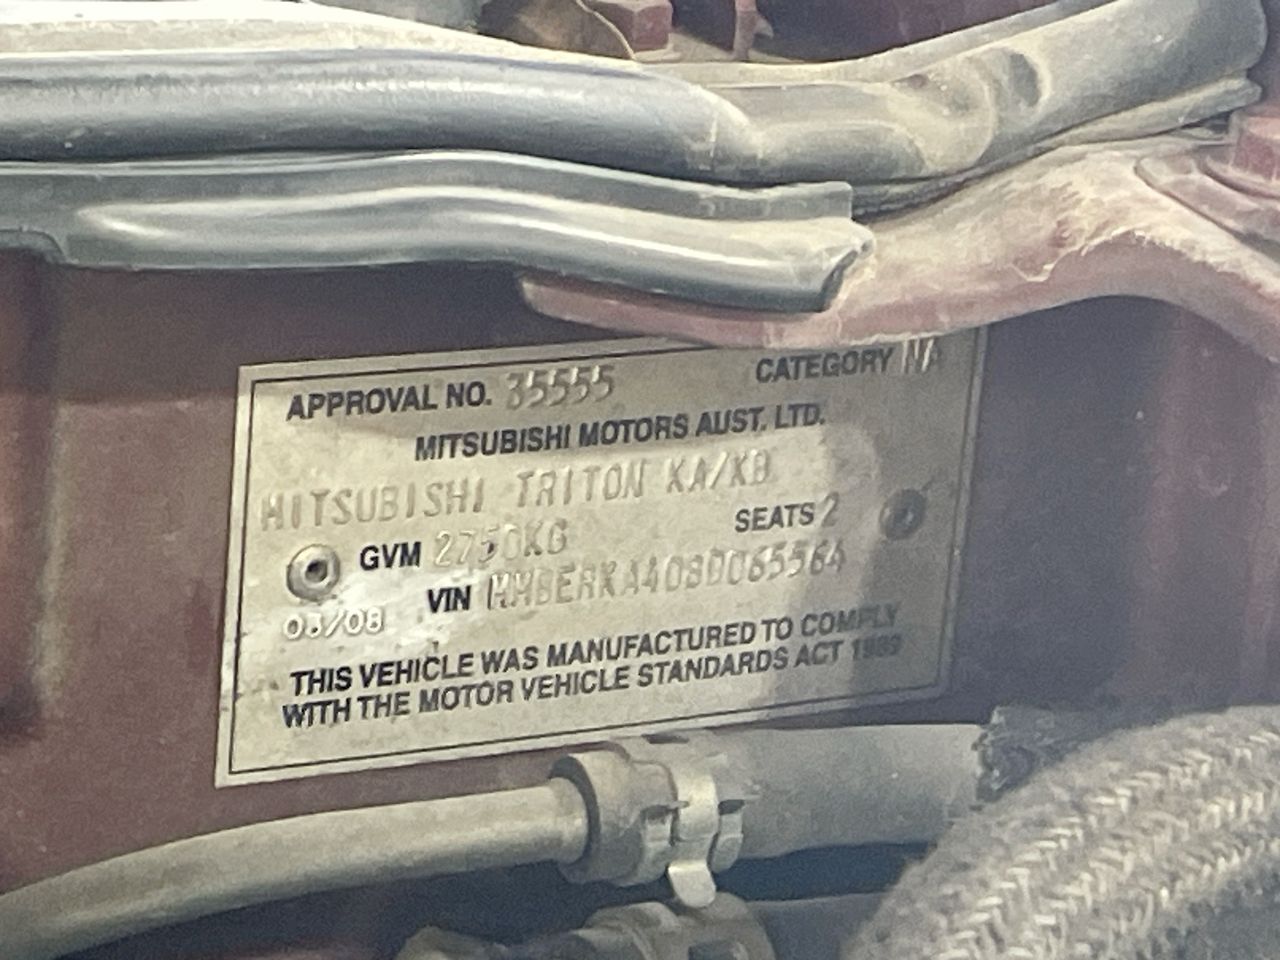 APPROVAL NO. 35555 CATEGORY NA
MITSUBISHI MOTORS AUST. LTD.
MITSUBISHI TRITON KA/KB
GVM 2750KG SEATS 2
03/08 VIN MMBERKA408D065564
THIS VEHICLE WAS MANUFACTURED TO COMPLY
WITH THE MOTOR VEHICLE STANDARDS ACT 1989